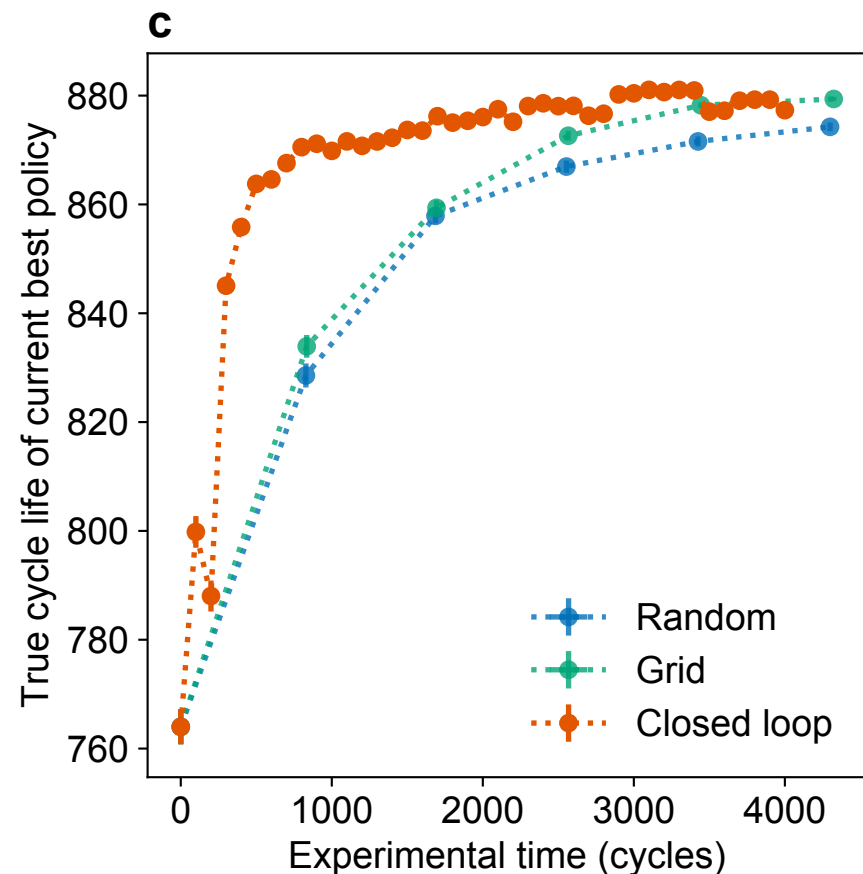 c
True cycle life of current best policy
880
860
840
820
800
780
760
Random
Grid
Closed loop
0 1000 2000 3000 4000
Experimental time (cycles)